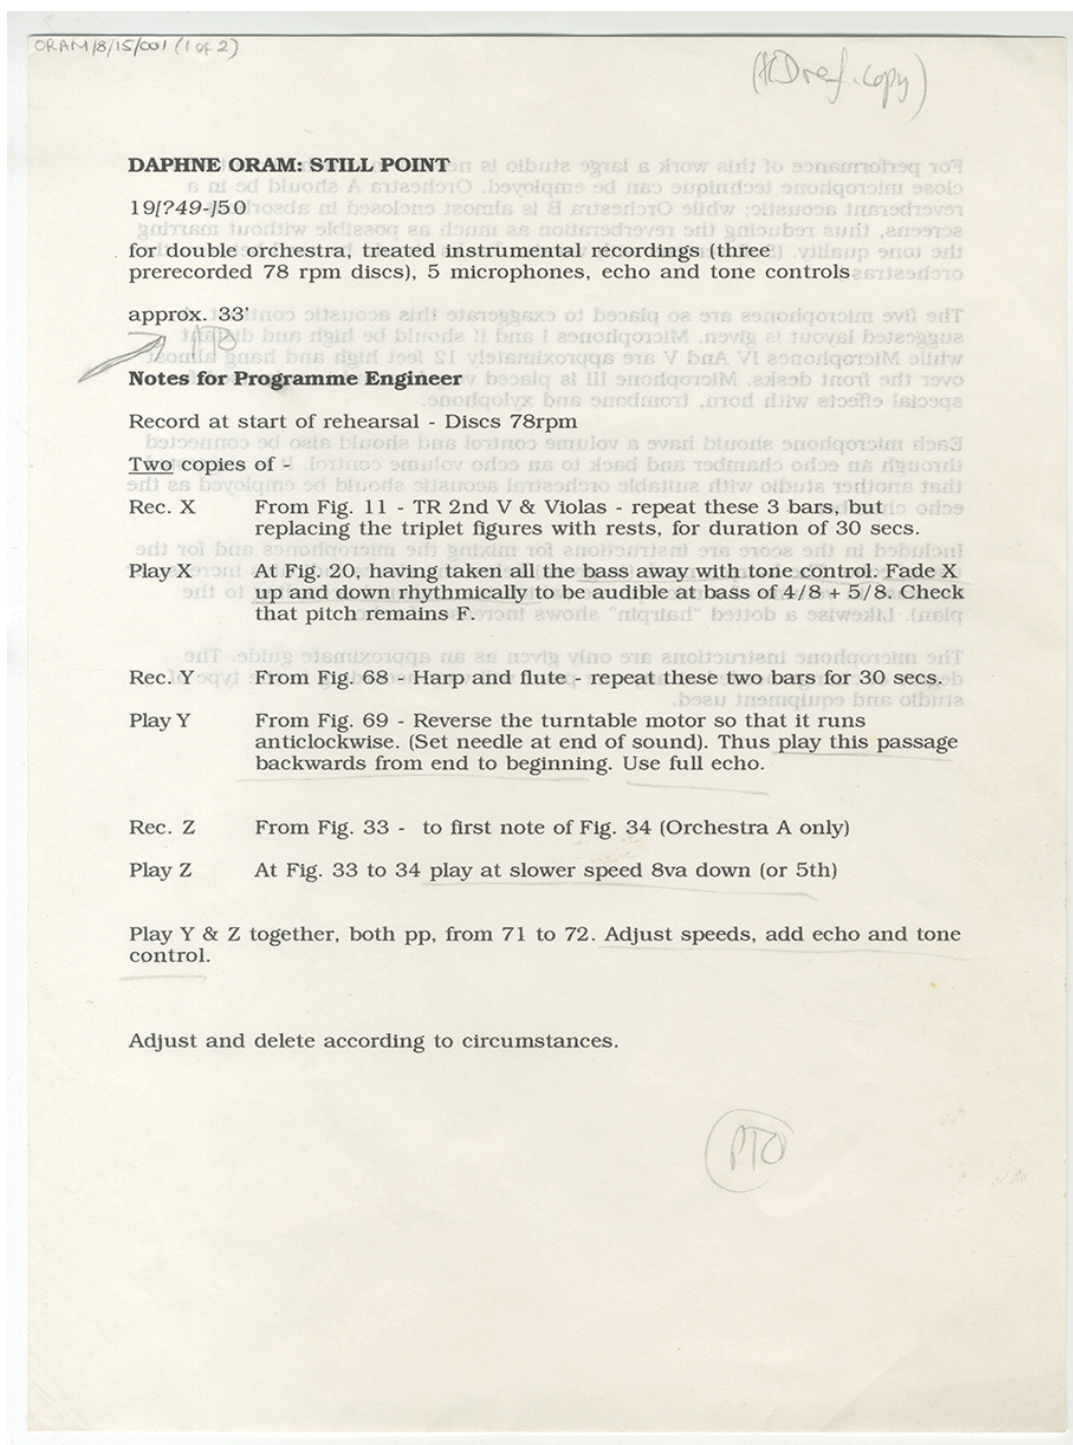 ORAM/8/15/001 (1 of 2)
ref. copy)
DAPHNE ORAM: STILL POINT
19[?49-]50
for double orchestra, treated instrumental recordings (three
prerecorded 78 rpm discs), 5 microphones, echo and tone controls
approx. 33'
Notes for Programme Engineer
Record at start of rehearsal - Discs 78rpm
Two copies of -
Rec. X From Fig. 11 - TR 2nd V & Violas - repeat these 3 bars, but
replacing the triplet figures with rests, for duration of 30 secs.
Play X At Fig. 20, having taken all the bass away with tone control. Fade X
up and down rhythmically to be audible at bass of 4/8 + 5/8. Check
that pitch remains F.
Rec. Y From Fig. 68 - Harp and flute - repeat these two bars for 30 secs.
Play Y From Fig. 69 - Reverse the turntable motor so that it runs
anticlockwise. (Set needle at end of sound). Thus play this passage
backwards from end to beginning. Use full echo.
Rec. Z From Fig. 33 - to first note of Fig. 34 (Orchestra A only)
Play Z At Fig. 33 to 34 play at slower speed 8va down (or 5th)
Play Y & Z together, both pp, from 71 to 72. Adjust speeds, add echo and tone
control.
Adjust and delete according to circumstances.
PTO